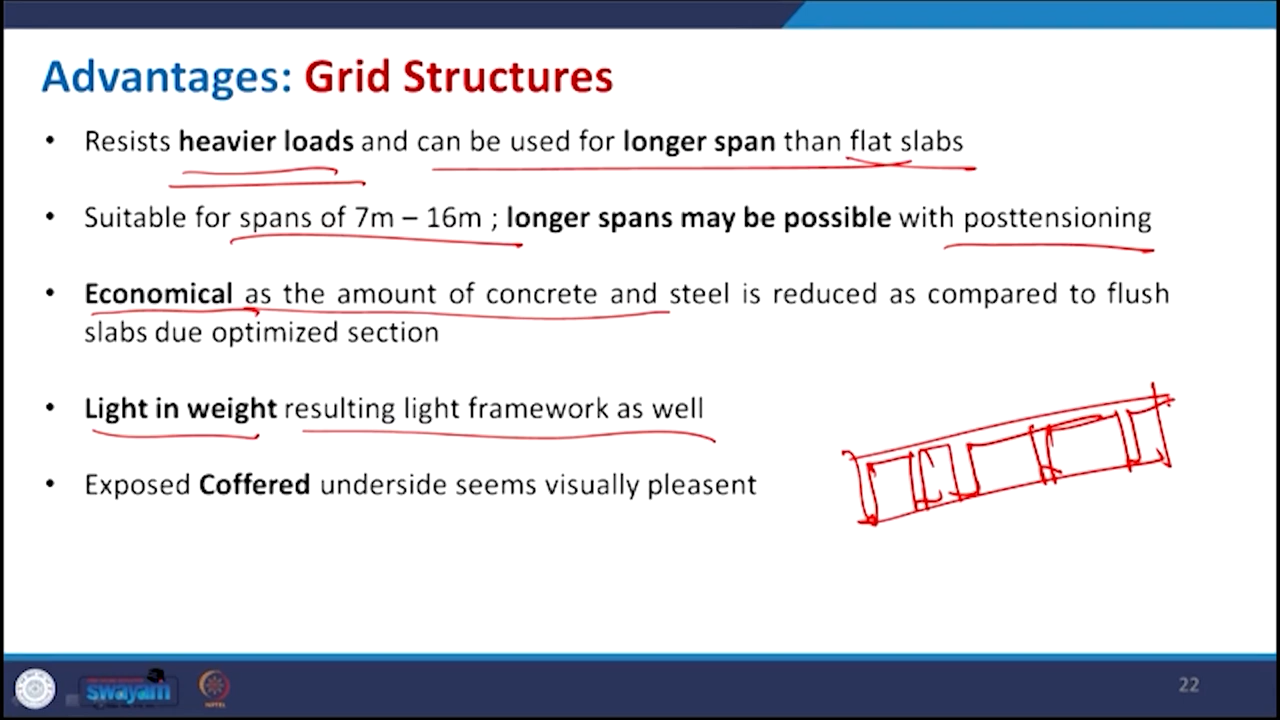 Advantages: Grid Structures
• Resists heavier loads and can be used for longer span than flat slabs
• Suitable for spans of 7m – 16m ; longer spans may be possible with posttensioning
• Economical as the amount of concrete and steel is reduced as compared to flush
slabs due optimized section
• Light in weight resulting light framework as well
• Exposed Coffered underside seems visually pleasent
swayam
22